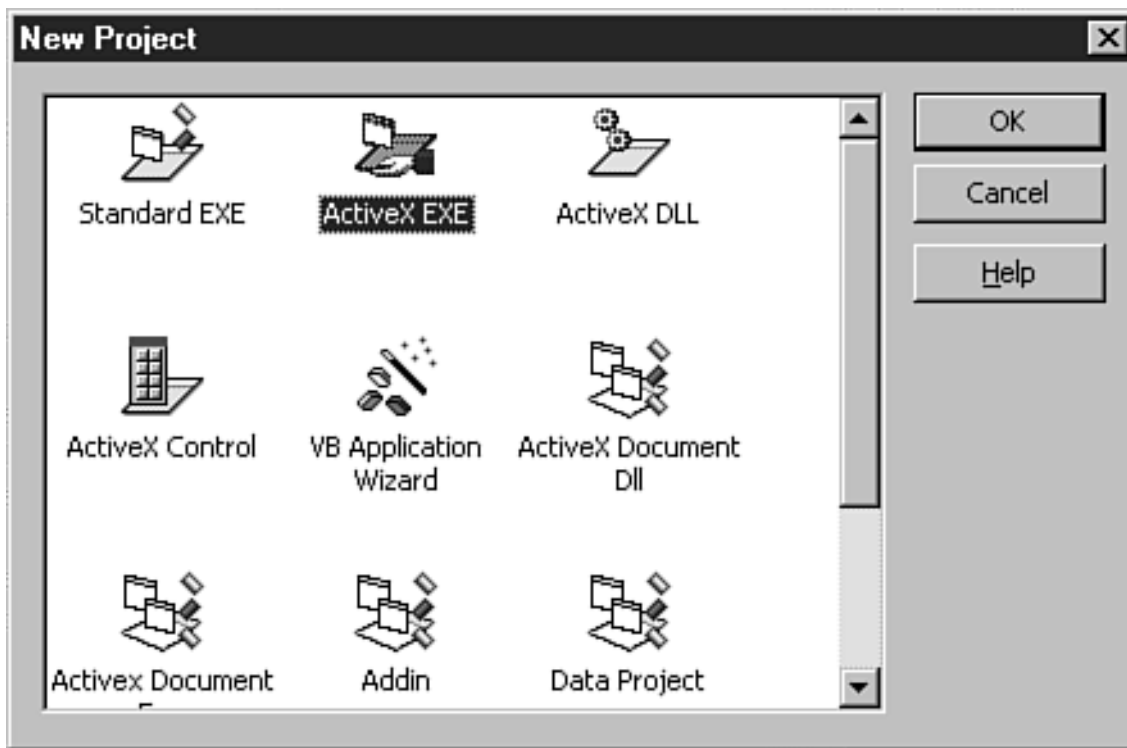 New Project
Standard EXE
ActiveX EXE
ActiveX DLL
OK
Cancel
Help
ActiveX Control
VB Application
Wizard
ActiveX Document
Dll
Activex Document
Addin
Data Project